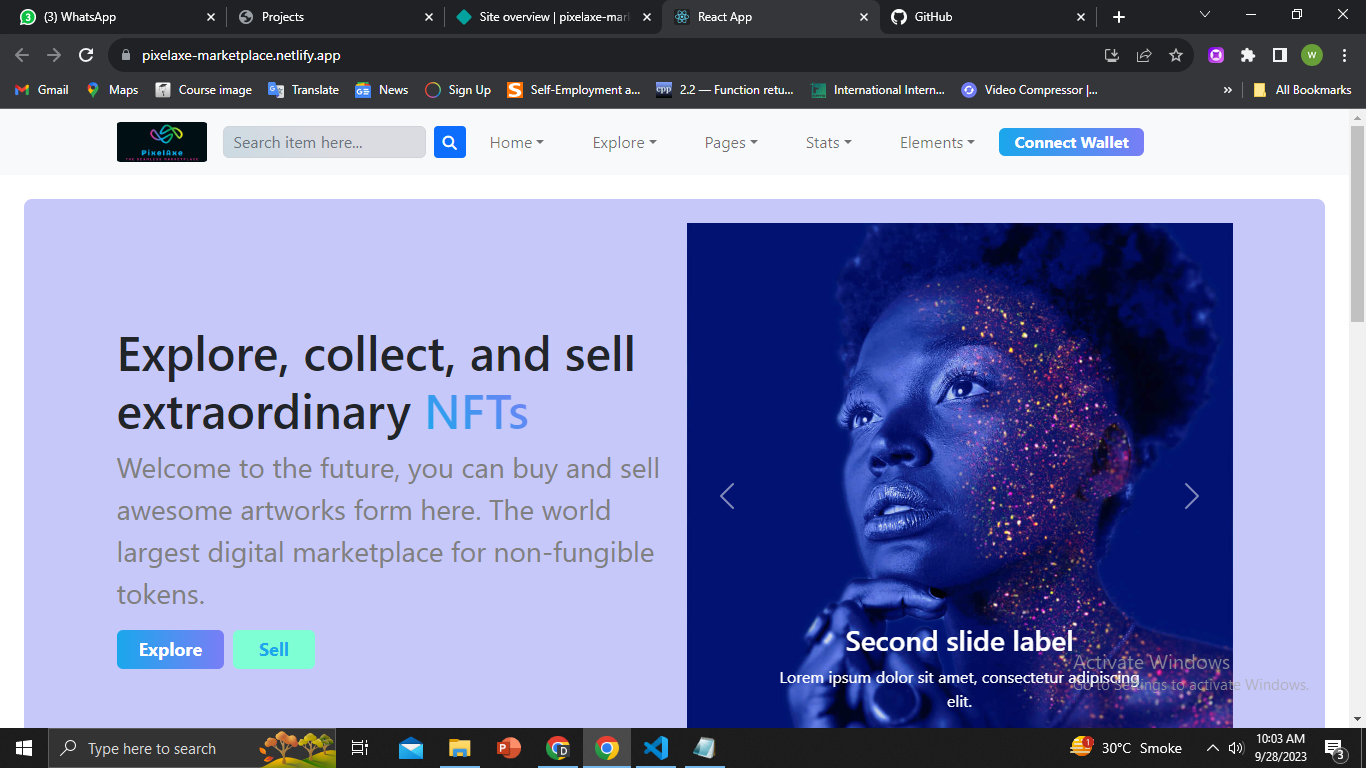 (3) WhatsApp
Projects
Site overview | pixelaxe-mar
React App
GitHub
pixelaxe-marketplace.netlify.app
W
Gmail
Maps
Course image
Translate
News
Sign Up
Self-Employment a...
2.2 — Function retu...
International Intern...
Video Compressor |...
»
All Bookmarks
PixelAxe
THE SEAMLESS MARKETPLACE
Search item here...
Home
Explore
Pages
Stats
Elements
Connect Wallet
Explore, collect, and sell
extraordinary NFTs
Welcome to the future, you can buy and sell
awesome artworks form here. The world
largest digital marketplace for non-fungible
tokens.
Explore
Sell
Second slide label
Lorem ipsum dolor sit amet, consectetur adipiscing
elit.
Activate Windows
Go to Settings to activate Windows.
Type here to search
30°C Smoke
10:03 AM
9/28/2023
3